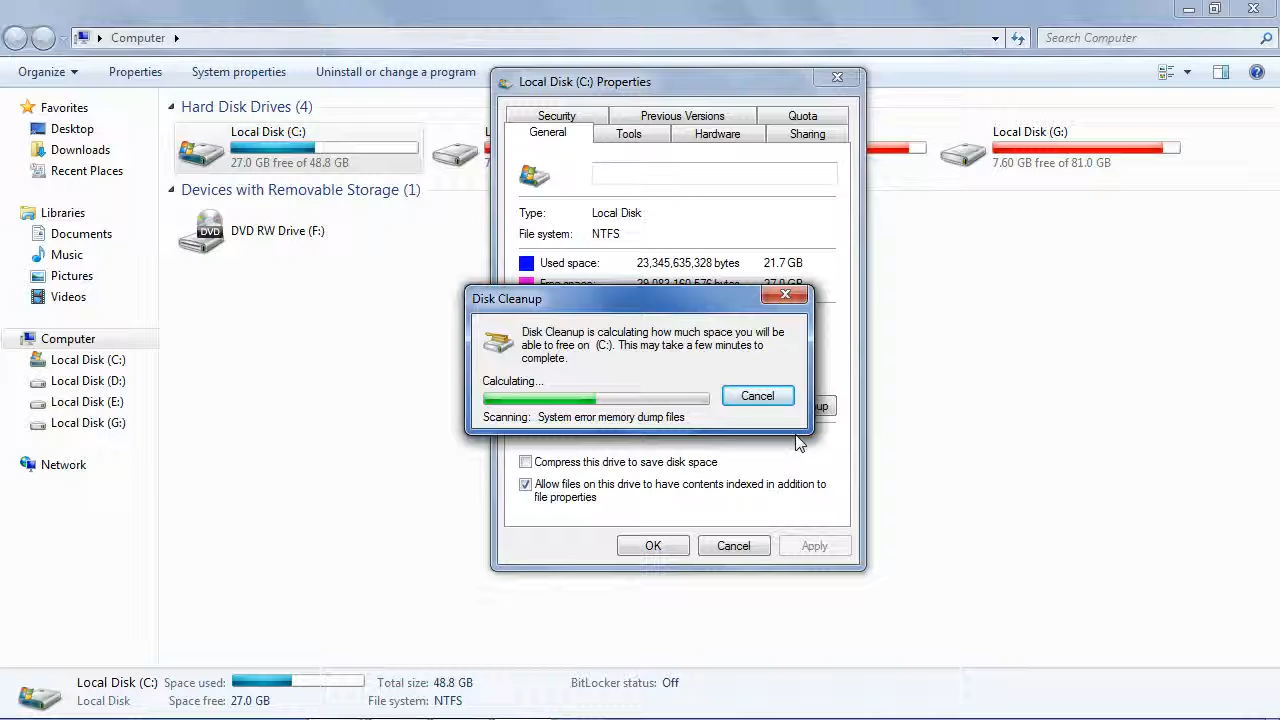 Computer
Search Computer
Organize
Properties
System properties
Uninstall or change a program
Favorites
Desktop
Downloads
Recent Places
Libraries
Documents
Music
Pictures
Videos
Computer
Local Disk (C:)
Local Disk (D:)
Local Disk (E:)
Local Disk (G:)
Network
Hard Disk Drives (4)
Local Disk (C:)
27.0 GB free of 48.8 GB
Local Disk (G:)
7.60 GB free of 81.0 GB
Devices with Removable Storage (1)
DVD
DVD RW Drive (F:)
Local Disk (C:) Properties
Security
Previous Versions
Quota
General
Tools
Hardware
Sharing
Type: Local Disk
File system: NTFS
Used space: 23,345,635,328 bytes 21.7 GB
Disk Cleanup
Disk Cleanup is calculating how much space you will be
able to free on (C:). This may take a few minutes to
complete.
Calculating...
Cancel
Scanning: System error memory dump files
Compress this drive to save disk space
Allow files on this drive to have contents indexed in addition to
file properties
OK
Cancel
Apply
Local Disk (C:) Space used: Total size: 48.8 GB BitLocker status: Off
Local Disk Space free: 27.0 GB File system: NTFS